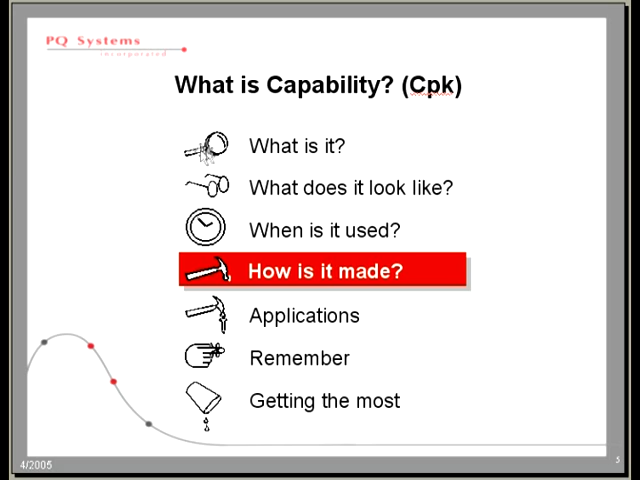 PQ Systems
incorporated
What is Capability? (Cpk)
What is it?
What does it look like?
When is it used?
How is it made?
Applications
Remember
Getting the most
4/2005
5